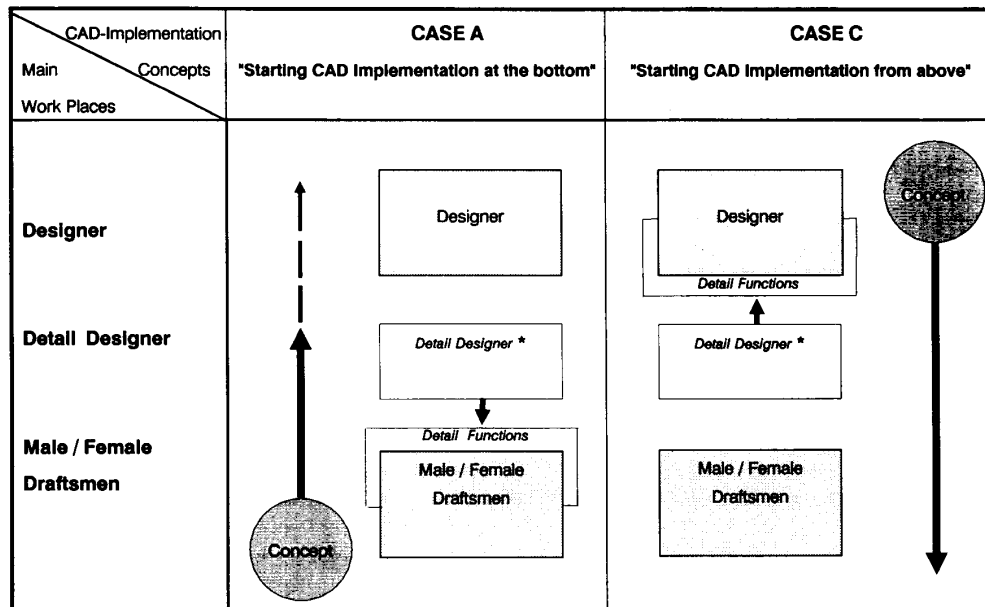 CAD-Implementation
Main Concepts
Work Places
CASE A
"Starting CAD Implementation at the bottom"
CASE C
"Starting CAD Implementation from above"
Designer
Detail Designer
Male / Female
Draftsmen
Designer
Detail Designer *
Detail Functions
Male / Female
Draftsmen
Concept
Designer
Detail Functions
Detail Designer *
Male / Female
Draftsmen
Concept